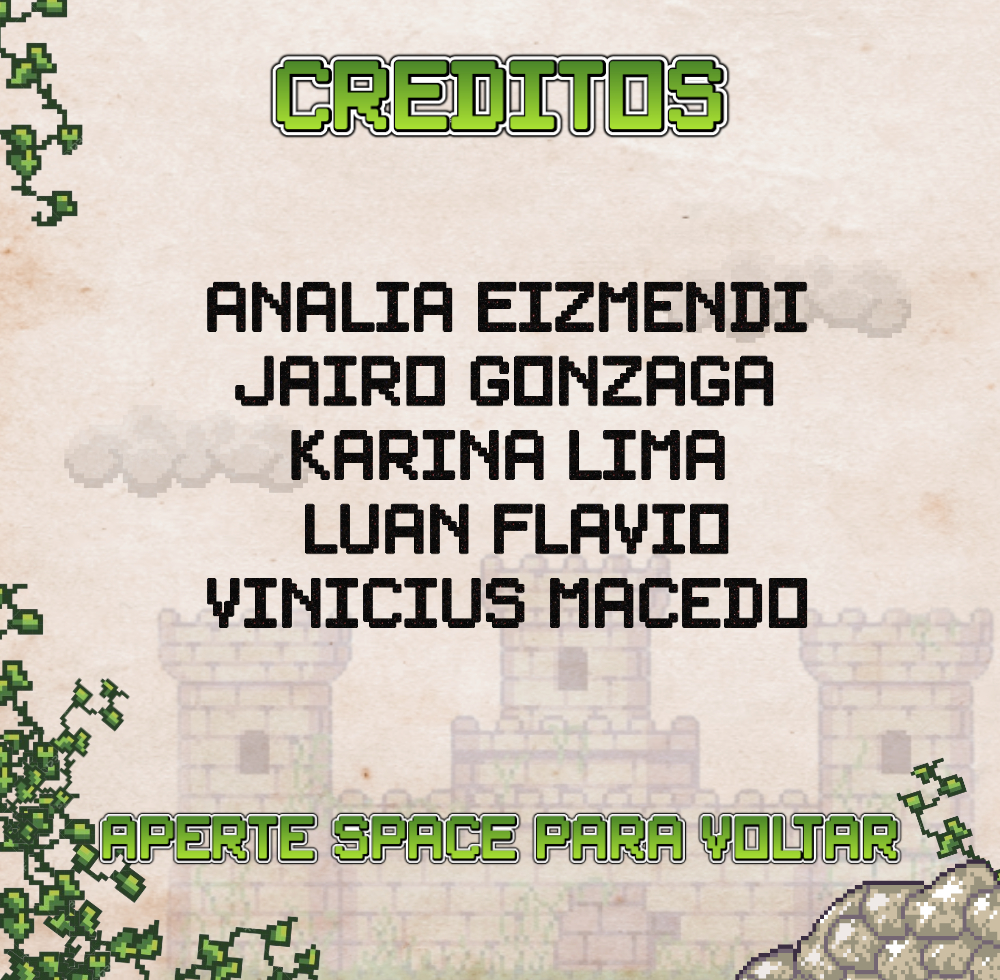 CREDITOS
ANALIA EIZMENDI
JAIRO GONZAGA
KARINA LIMA
LUAN FLAVIO
VINICIUS MACEDO
APERTE SPACE PARA VOLTAR